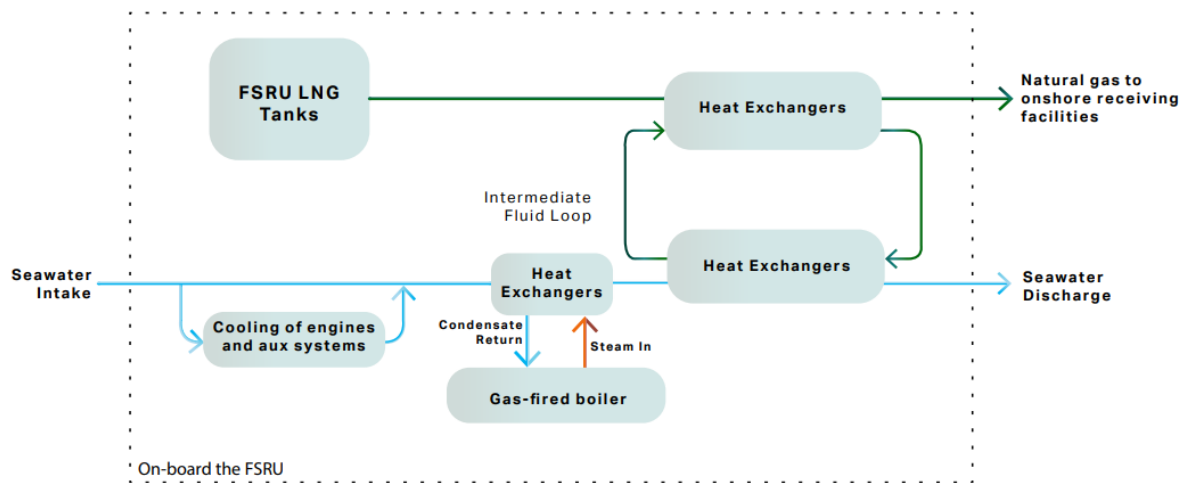 FSRU LNG
Tanks
Heat Exchangers
Natural gas to
onshore receiving
facilities
Intermediate
Fluid Loop
Seawater
Intake
Heat
Exchangers
Heat Exchangers
Seawater
Discharge
Cooling of engines
and aux systems
Condensate
Return
Steam In
Gas-fired boiler
On-board the FSRU